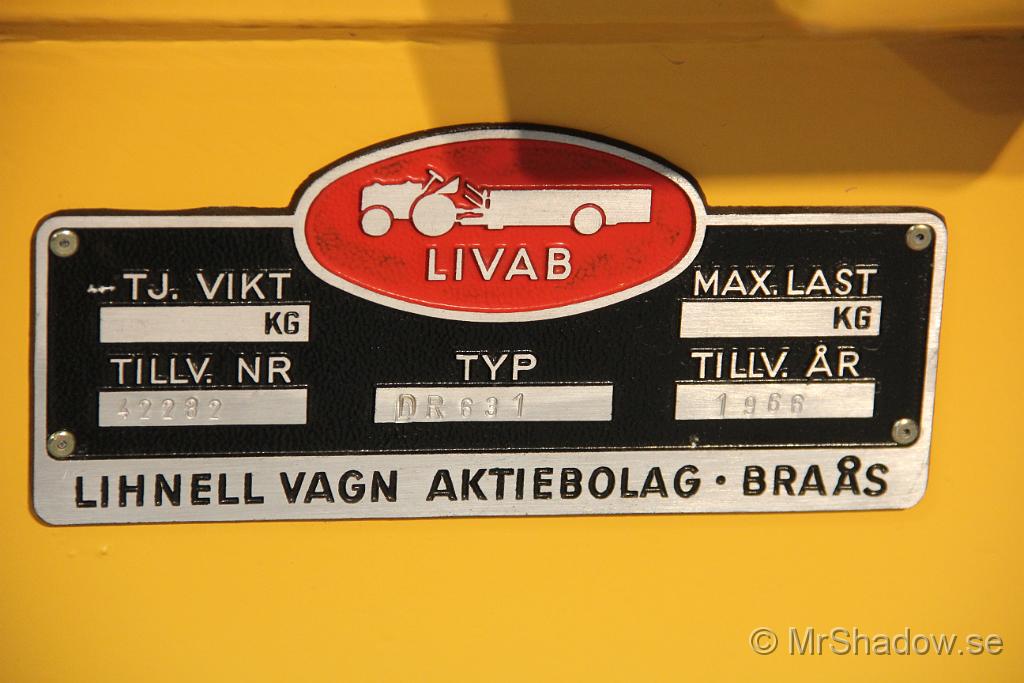 LIVAB
TJ. VIKT
KG
MAX. LAST
KG
TILLV. NR
42282
TYP
DR631
TILLV. ÅR
1966
LIHNELL VAGN AKTIEBOLAG · BRAÅS
© MrShadow.se